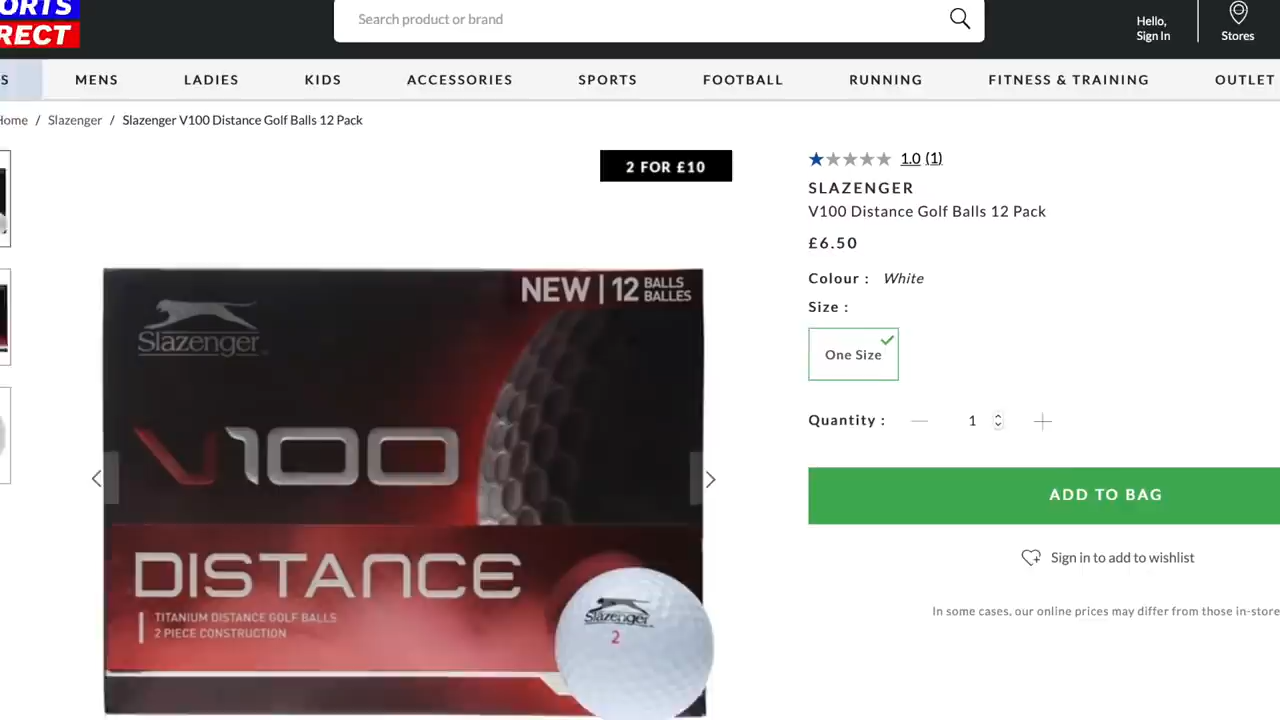 ORTS
RECT
Search product or brand
Hello,
Sign In
Stores
S
MENS
LADIES
KIDS
ACCESSORIES
SPORTS
FOOTBALL
RUNNING
FITNESS & TRAINING
OUTLET
Home / Slazenger / Slazenger V100 Distance Golf Balls 12 Pack
2 FOR £10
1.0 (1)
SLAZENGER
V100 Distance Golf Balls 12 Pack
£6.50
Colour : White
Size :
One Size
Quantity :
1
ADD TO BAG
Sign in to add to wishlist
In some cases, our online prices may differ from those in-store
NEW | 12 BALLS
BALLES
Slazenger
V100
DISTANCE
TITANIUM DISTANCE GOLF BALLS
2 PIECE CONSTRUCTION
Slazenger
2